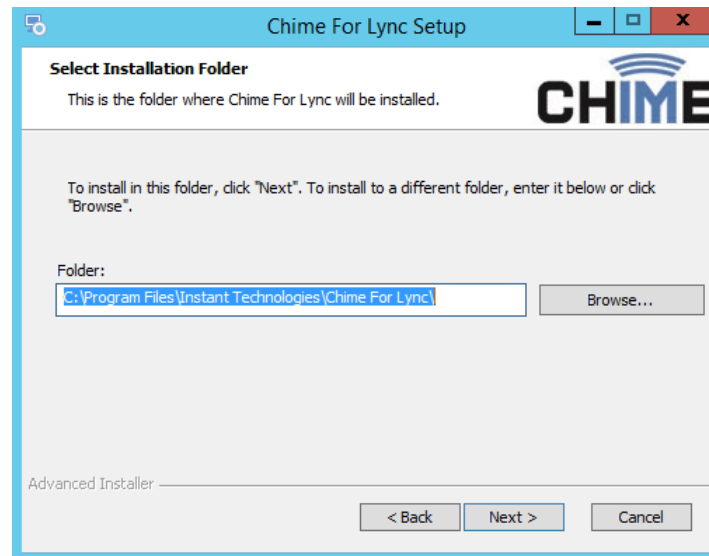 Chime For Lync Setup
Select Installation Folder
This is the folder where Chime For Lync will be installed.
CHIME
To install in this folder, click "Next". To install to a different folder, enter it below or click
"Browse".
Folder:
C:\Program Files\Instant Technologies\Chime For Lync\
Browse...
Advanced Installer
< Back
Next >
Cancel